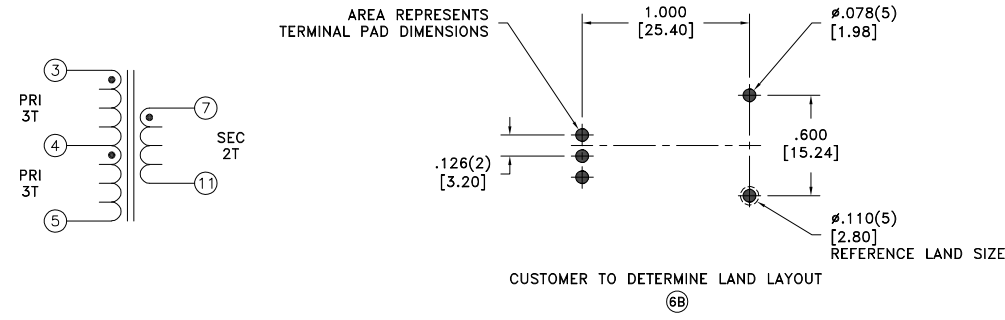 3
PRI
3T
4
PRI
3T
5
7
SEC
2T
11
AREA REPRESENTS
TERMINAL PAD DIMENSIONS
1.000
[25.40]
ø.078(5)
[1.98]
.126(2)
[3.20]
.600
[15.24]
ø.110(5)
[2.80]
REFERENCE LAND SIZE
CUSTOMER TO DETERMINE LAND LAYOUT
6B